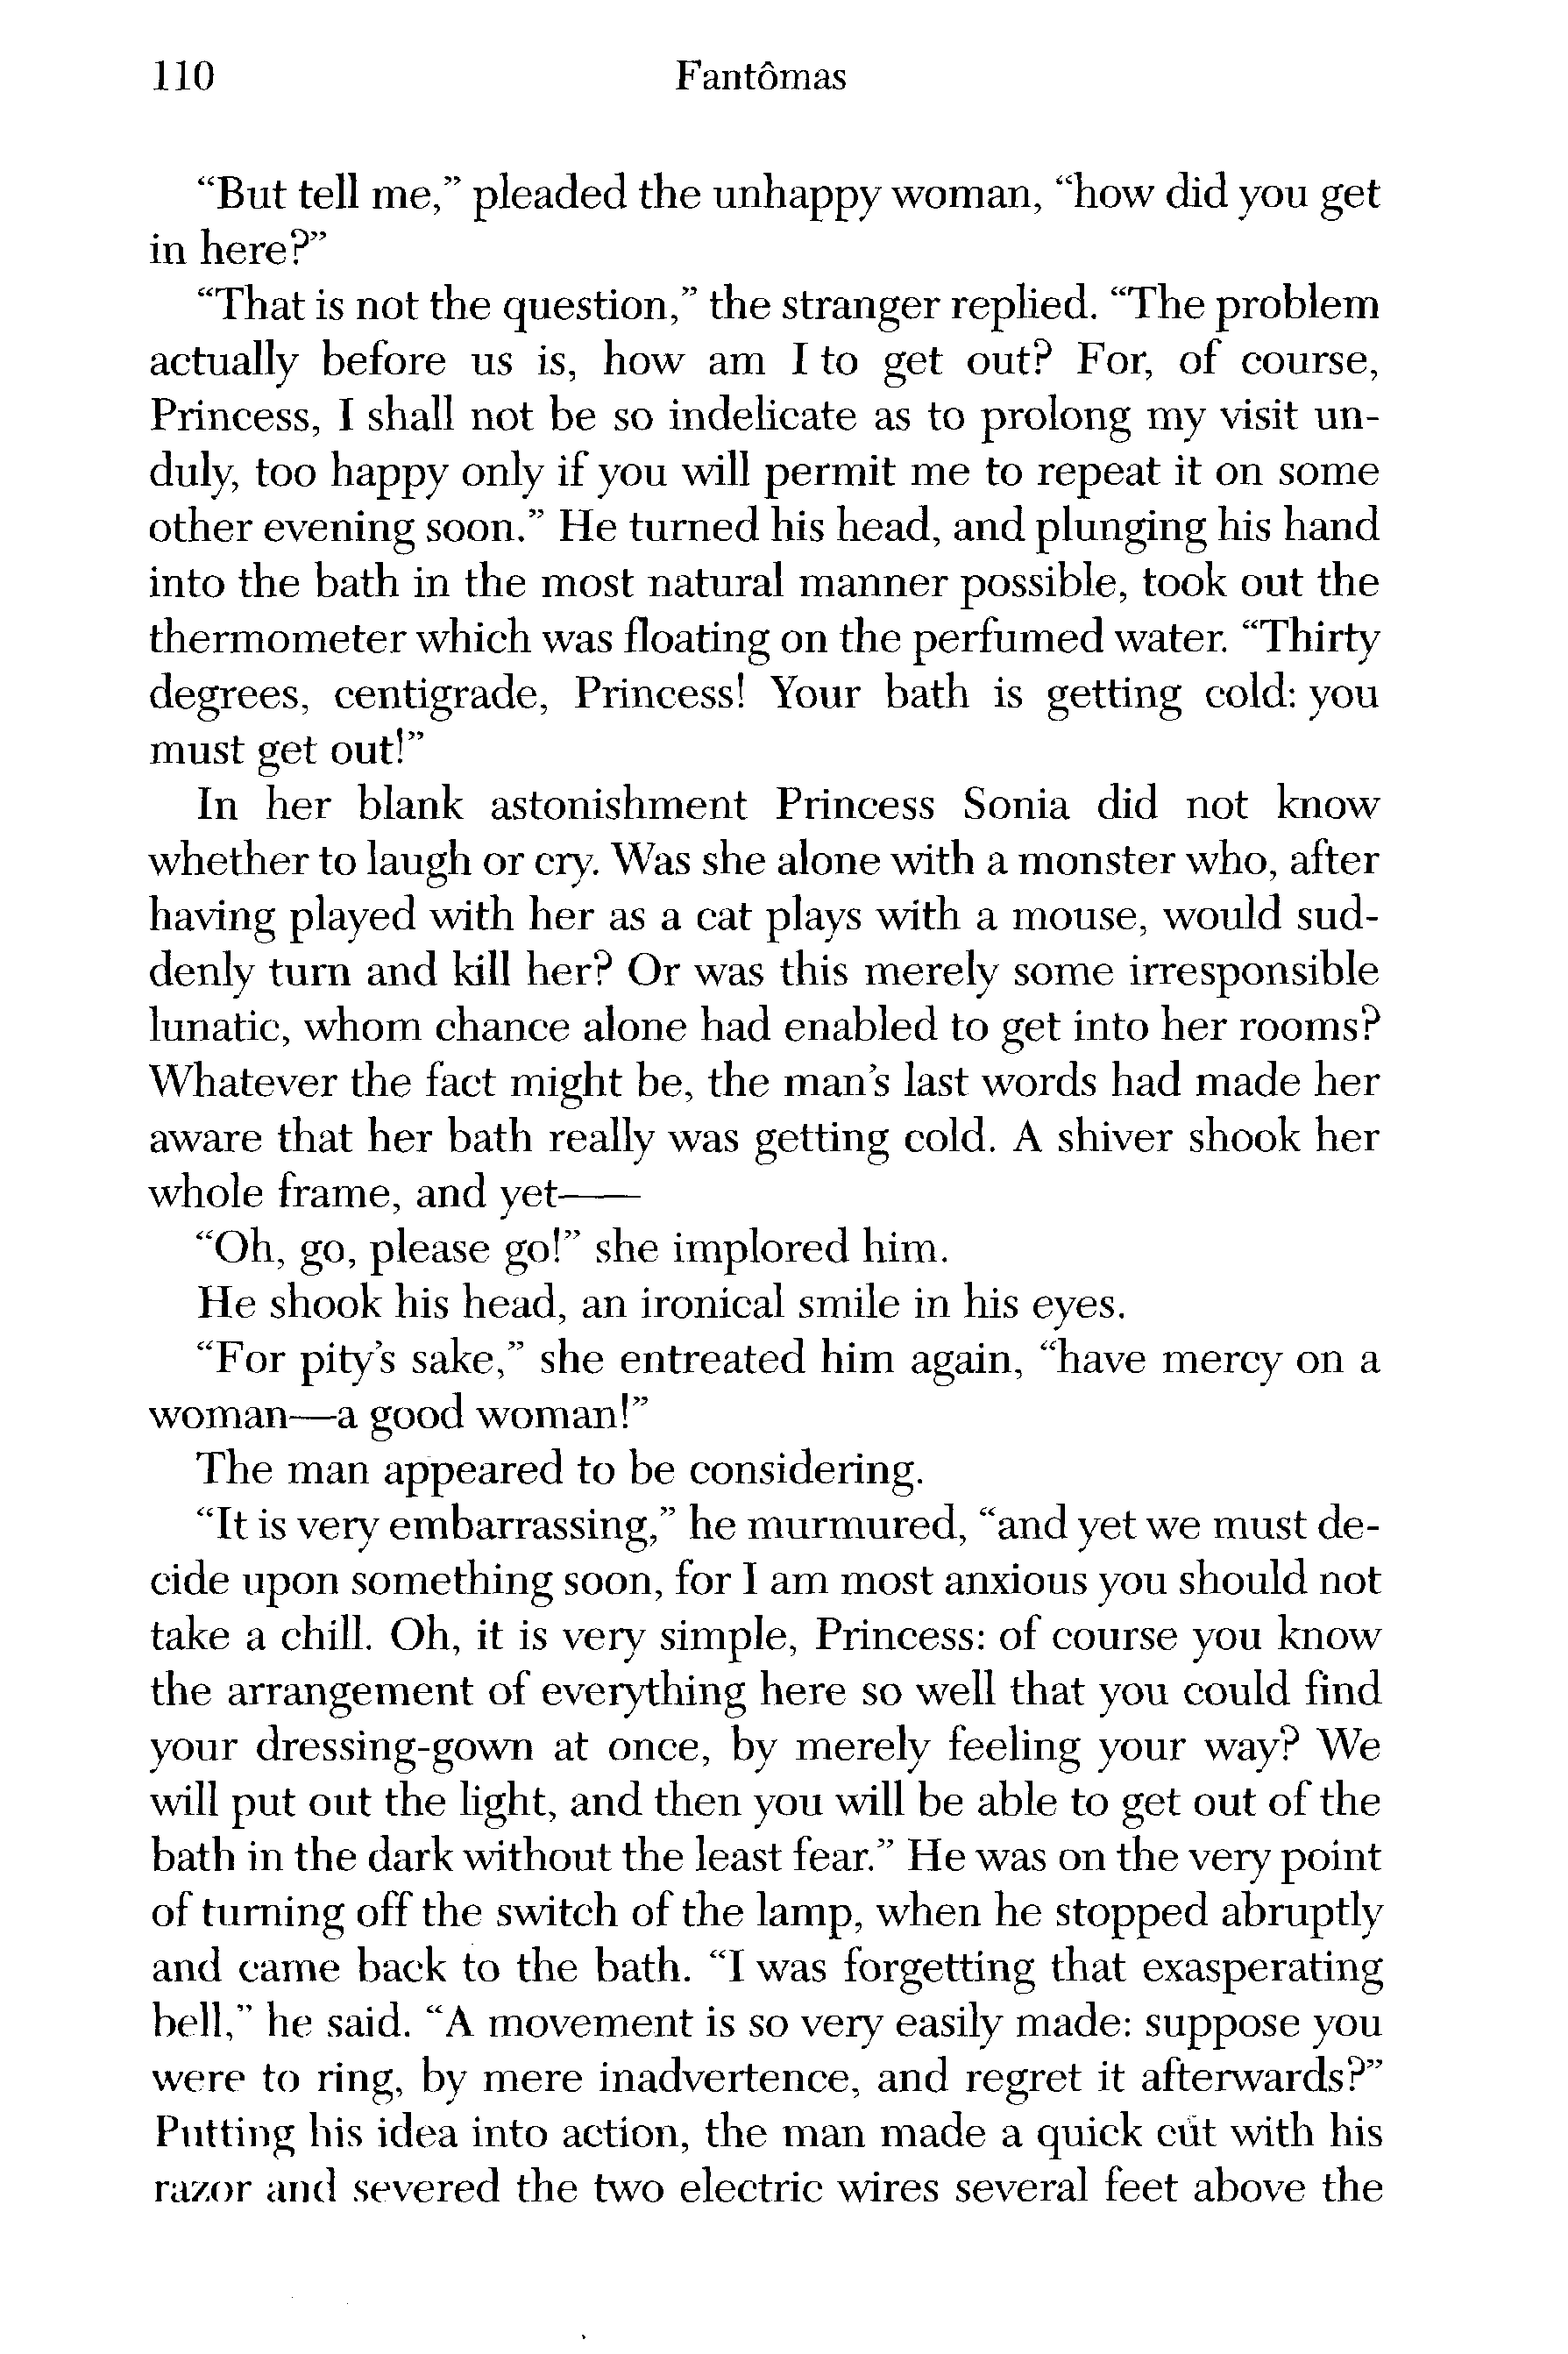 110 Fantômas
“But tell me,” pleaded the unhappy woman, “how did you get
in here?”
“That is not the question,” the stranger replied. “The problem
actually before us is, how am I to get out? For, of course,
Princess, I shall not be so indelicate as to prolong my visit un-
duly, too happy only if you will permit me to repeat it on some
other evening soon.” He turned his head, and plunging his hand
into the bath in the most natural manner possible, took out the
thermometer which was floating on the perfumed water. “Thirty
degrees, centigrade, Princess! Your bath is getting cold: you
must get out!”
In her blank astonishment Princess Sonia did not know
whether to laugh or cry. Was she alone with a monster who, after
having played with her as a cat plays with a mouse, would sud-
denly turn and kill her? Or was this merely some irresponsible
lunatic, whom chance alone had enabled to get into her rooms?
Whatever the fact might be, the man’s last words had made her
aware that her bath really was getting cold. A shiver shook her
whole frame, and yet——
“Oh, go, please go!” she implored him.
He shook his head, an ironical smile in his eyes.
“For pity’s sake,” she entreated him again, “have mercy on a
woman—a good woman!”
The man appeared to be considering.
“It is very embarrassing,” he murmured, “and yet we must de-
cide upon something soon, for I am most anxious you should not
take a chill. Oh, it is very simple, Princess: of course you know
the arrangement of everything here so well that you could find
your dressing-gown at once, by merely feeling your way? We
will put out the light, and then you will be able to get out of the
bath in the dark without the least fear.” He was on the very point
of turning off the switch of the lamp, when he stopped abruptly
and came back to the bath. “I was forgetting that exasperating
bell,” he said. “A movement is so very easily made: suppose you
were to ring, by mere inadvertence, and regret it afterwards?”
Putting his idea into action, the man made a quick cut with his
razor and severed the two electric wires several feet above the